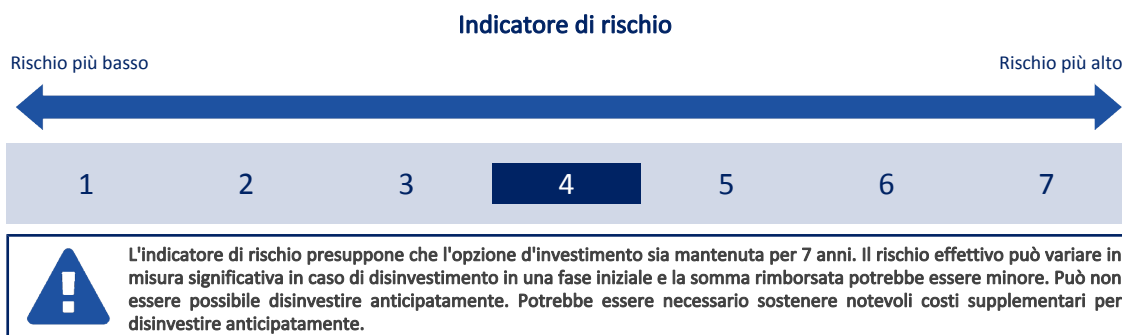 Indicatore di rischio
Rischio più basso
Rischio più alto
1 2 3 4 5 6 7
L'indicatore di rischio presuppone che l'opzione d'investimento sia mantenuta per 7 anni. Il rischio effettivo può variare in
misura significativa in caso di disinvestimento in una fase iniziale e la somma rimborsata potrebbe essere minore. Può non
essere possibile disinvestire anticipatamente. Potrebbe essere necessario sostenere notevoli costi supplementari per
disinvestire anticipatamente.